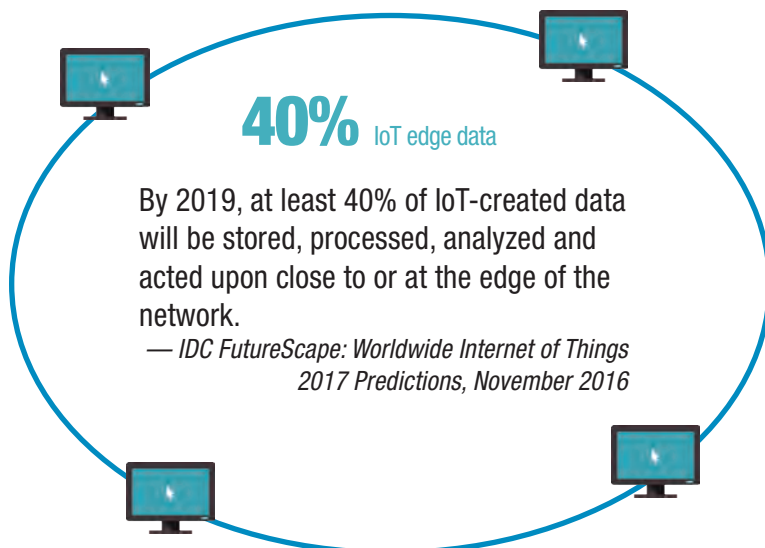 40% IoT edge data
By 2019, at least 40% of IoT-created data
will be stored, processed, analyzed and
acted upon close to or at the edge of the
network.
— IDC FutureScape: Worldwide Internet of Things
2017 Predictions, November 2016